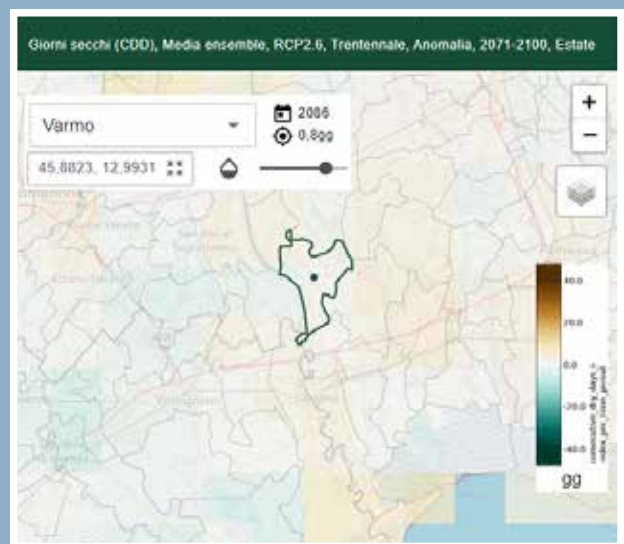 Giorni secchi (CDD), Media ensemble, RCP2.6, Trentennale, Anomalia, 2071-2100, Estate
Varmo
2086
0,8gg
45,8823, 12,9931
+
−
40.0
20.0
0.0
-20.0
-40.0
gg